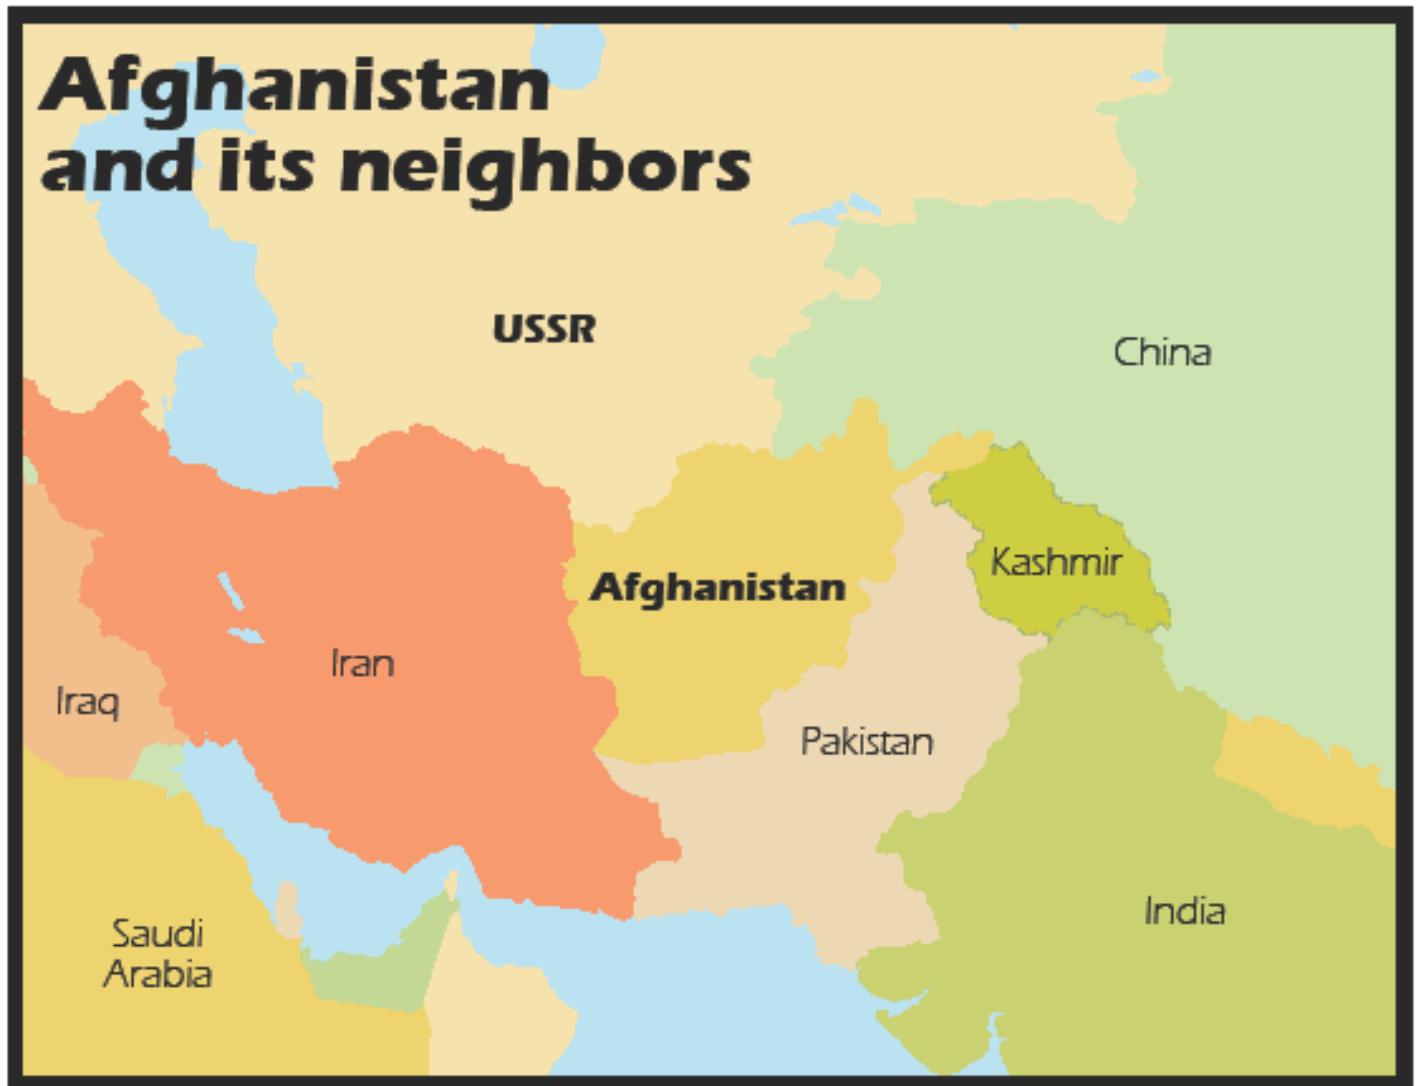 Afghanistan
and its neighbors
USSR
China
Kashmir
Afghanistan
Iran
Iraq
Pakistan
India
Saudi
Arabia